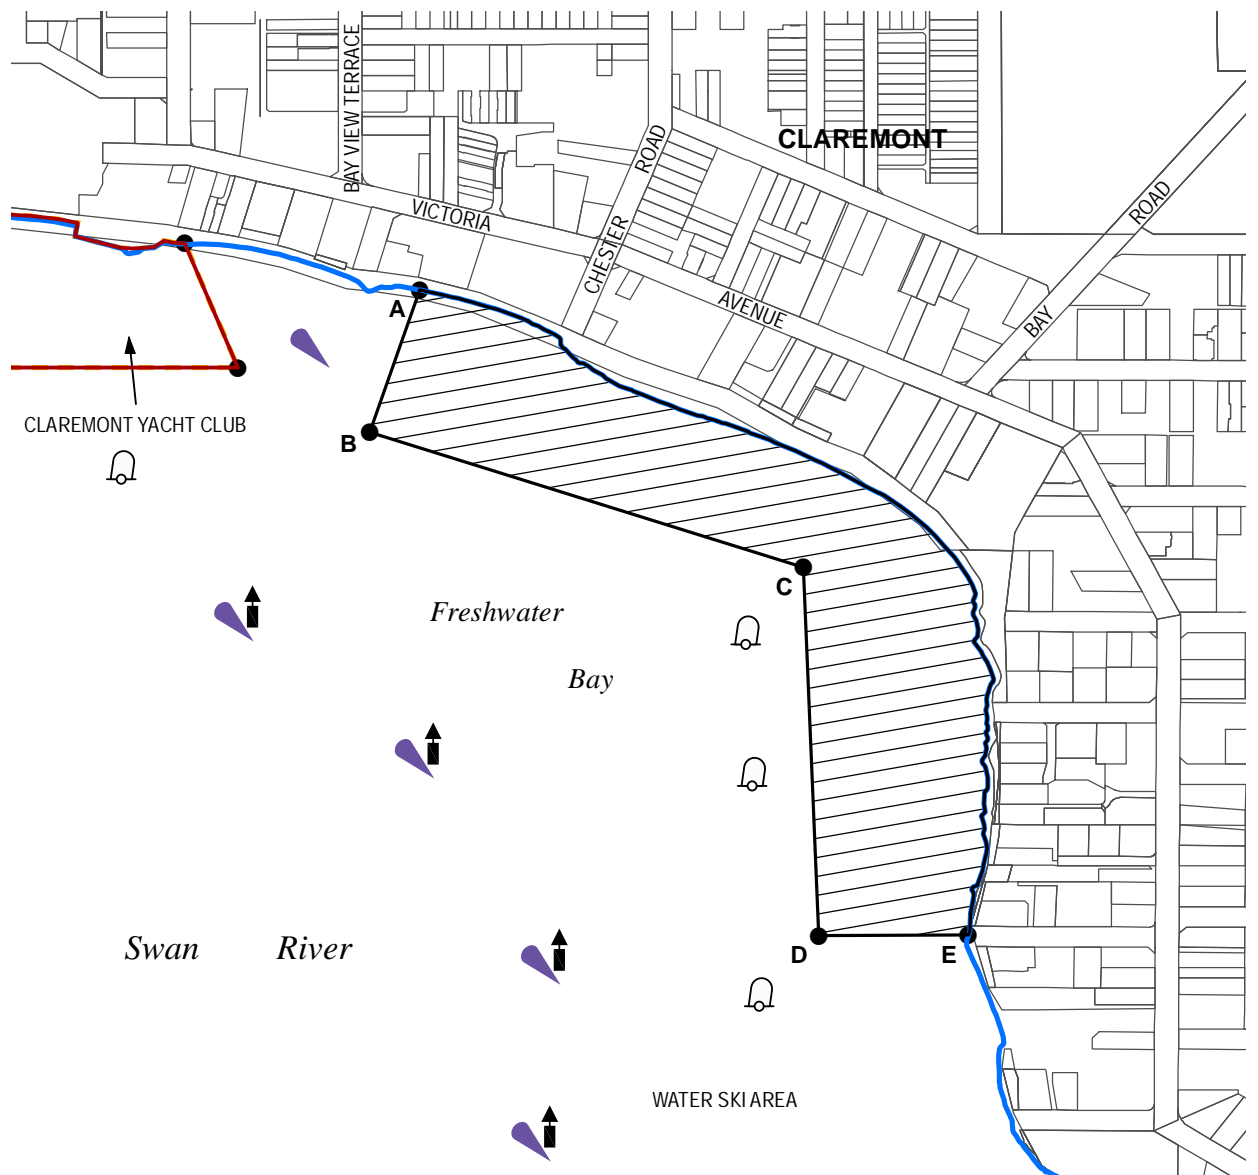 CLAREMONT
BAY VIEW TERRACE
VICTORIA
AVENUE
CHESTER
ROAD
BAY
ROAD
A
B
CLAREMONT YACHT CLUB
C
Freshwater
Bay
Swan River
D
E
WATER SKI AREA